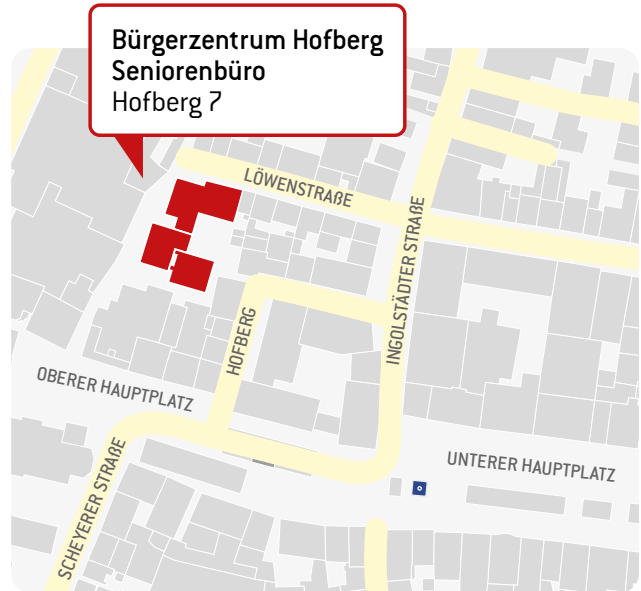 Bürgerzentrum Hofberg
Seniorenbüro
Hofberg 7
LÖWENSTRAßE
INGOLSTÄDTER STRAßE
HOFBERG
OBERER HAUPTPLATZ
UNTERER HAUPTPLATZ
SCHEYERER STRAßE